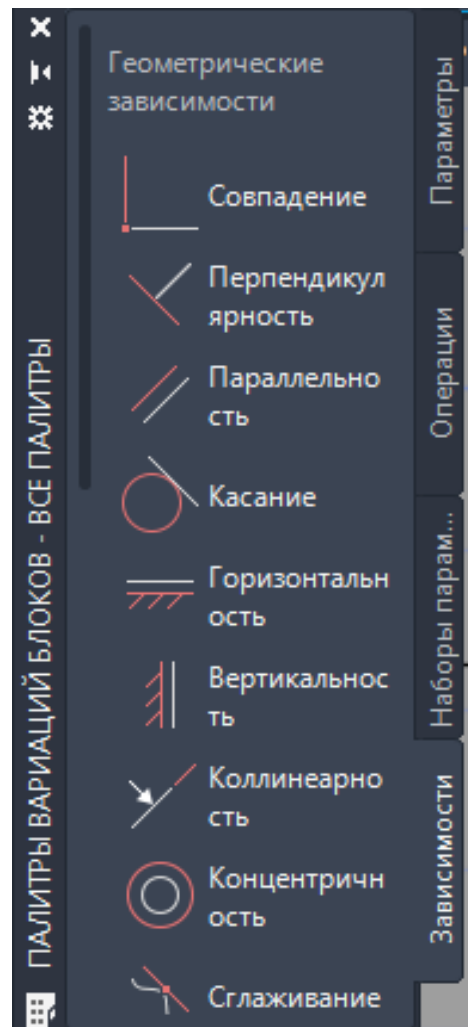 ПАЛИТРЫ ВАРИАЦИЙ БЛОКОВ - ВСЕ ПАЛИТРЫ
Геометрические
зависимости
Совпадение
Перпендикул
ярность
Параллельно
сть
Касание
Горизонтальн
ость
Вертикальнос
ть
Коллинеарно
сть
Концентричн
ость
Сглаживание
Параметры
Операции
Наборы парам...
Зависимости